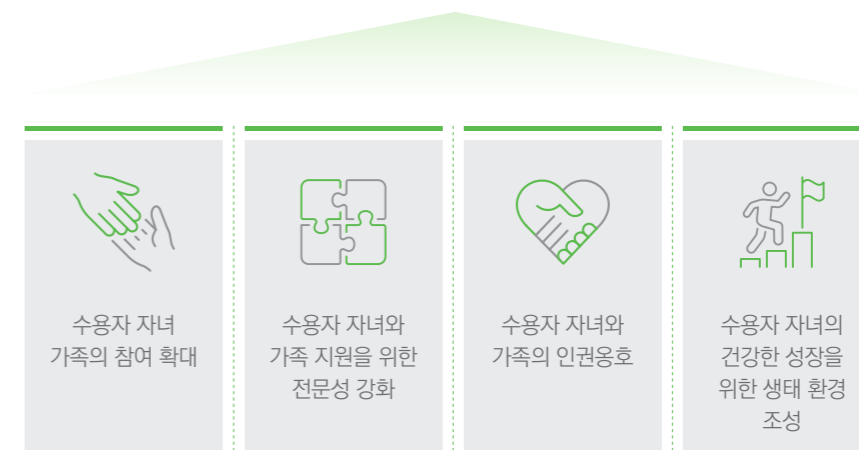 수용자 자녀
가족의 참여 확대
수용자 자녀와
가족 지원을 위한
전문성 강화
수용자 자녀와
가족의 인권옹호
수용자 자녀의
건강한 성장을
위한 생태 환경
조성